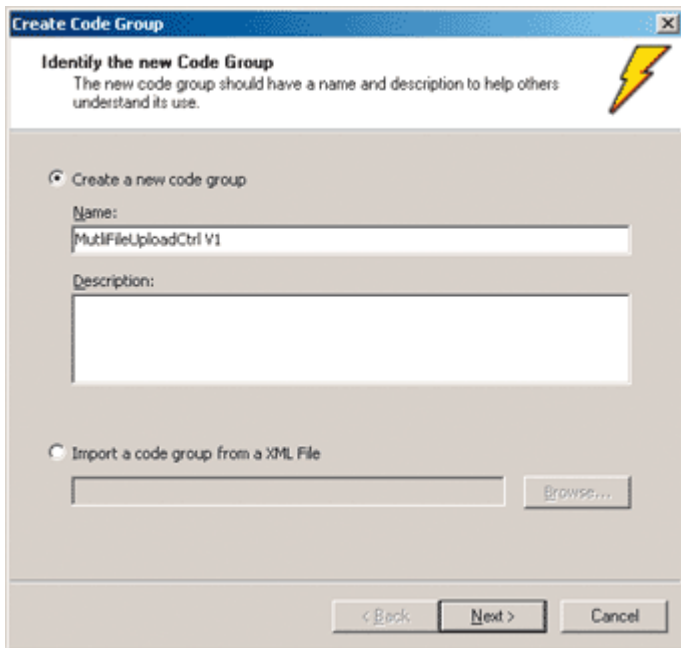 Create Code Group
Identify the new Code Group
The new code group should have a name and description to help others
understand its use.
Create a new code group
Name:
MutliFileUploadCtrl V1
Description:
Import a code group from a XML File
Browse...
< Back
Next >
Cancel